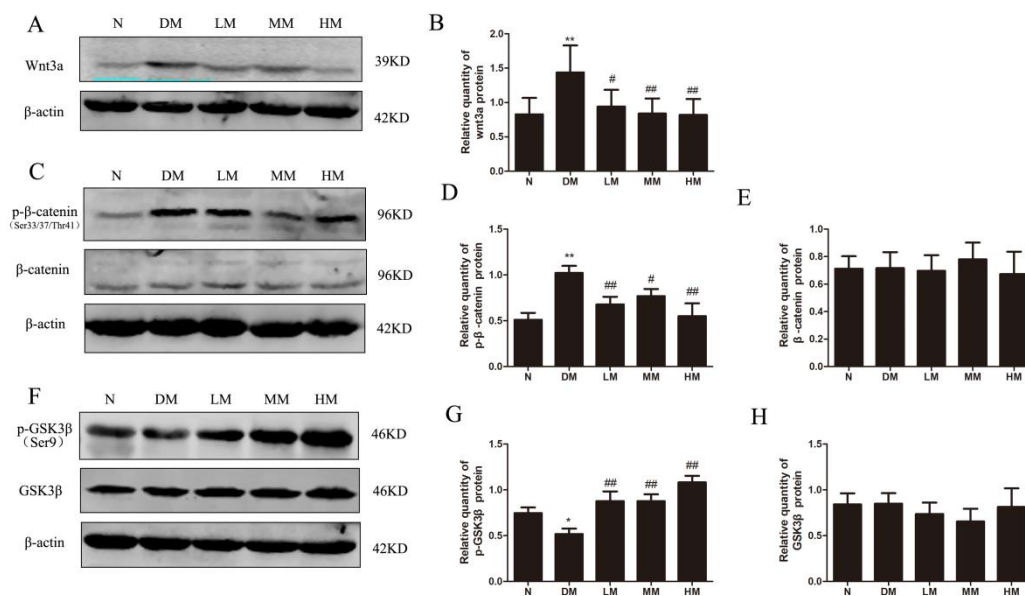 A
N DM LM MM HM
Wnt3a
39KD
β-actin
42KD
B
Relative quantity of
wnt3a protein
2.0
1.5
1.0
0.5
0.0
** # ## ##
N DM LM MM HM
C
N DM LM MM HM
p-β-catenin
(Ser33/37/Thr41)
96KD
β-catenin
96KD
β-actin
42KD
D
Relative quantity of
p-β -catenin protein
1.5
1.0
0.5
0.0
** ## # ##
N DM LM MM HM
E
Relative quantity of
β -catenin protein
1.0
0.8
0.6
0.4
0.2
0.0
N DM LM MM HM
F
N DM LM MM HM
p-GSK3β
(Ser9)
46KD
GSK3β
46KD
β-actin
42KD
G
Relative quantity of
p-GSK3β protein
1.5
1.0
0.5
0.0
* ## ## ##
N DM LM MM HM
H
Relative quantity of
GSK3β protein
1.5
1.0
0.5
0.0
N DM LM MM HM